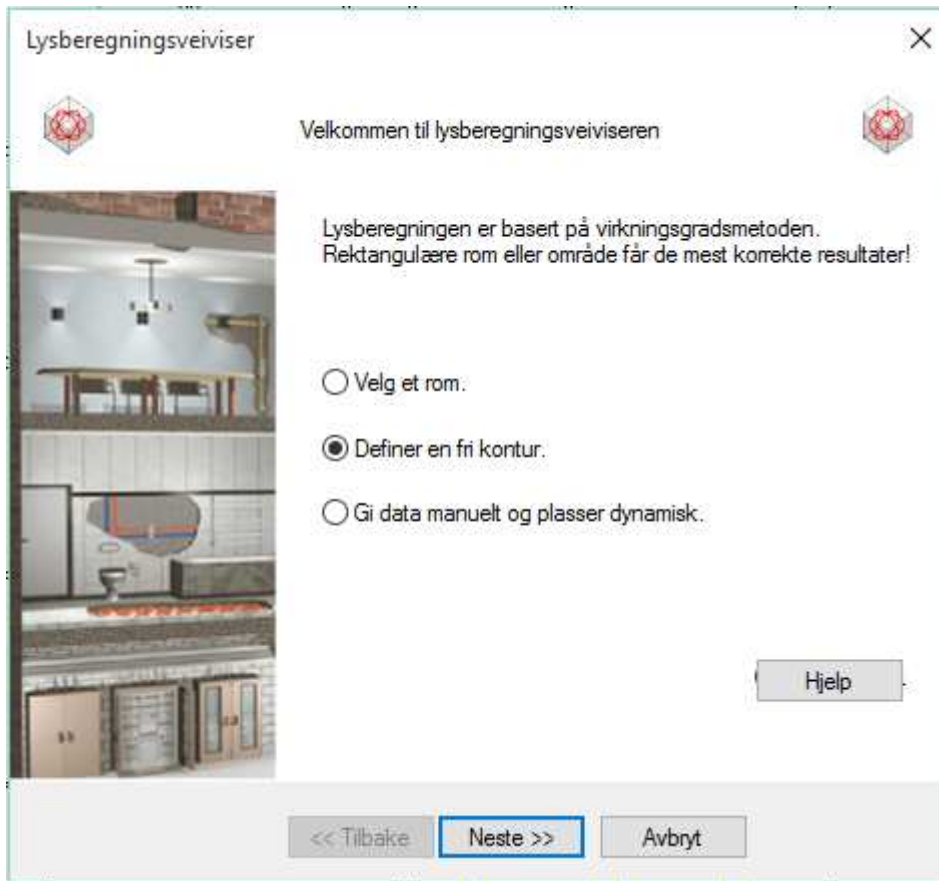 Lysberegningsveiviser
Velkommen til lysberegningsveiviseren
Lysberegningen er basert på virkningsgradsmetoden.
Rektangulære rom eller område får de mest korrekte resultater!
Velg et rom.
Definer en fri kontur.
Gi data manuelt og plasser dynamisk.
Hjelp
<< Tilbake
Neste >>
Avbryt